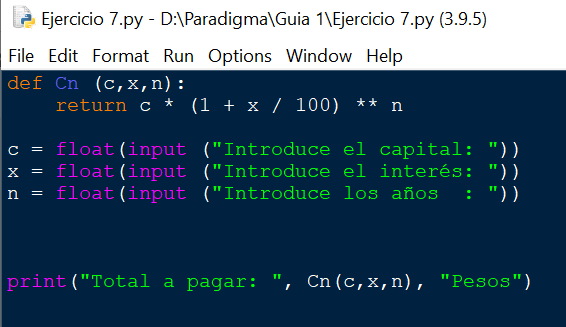 Ejercicio 7.py - D:\Paradigma\Guia 1\Ejercicio 7.py (3.9.5)
File Edit Format Run Options Window Help
def Cn (c,x,n):
    return c * (1 + x / 100) ** n
c = float(input ("Introduce el capital: "))
x = float(input ("Introduce el interés: "))
n = float(input ("Introduce los años  : "))
print("Total a pagar: ", Cn(c,x,n), "Pesos")